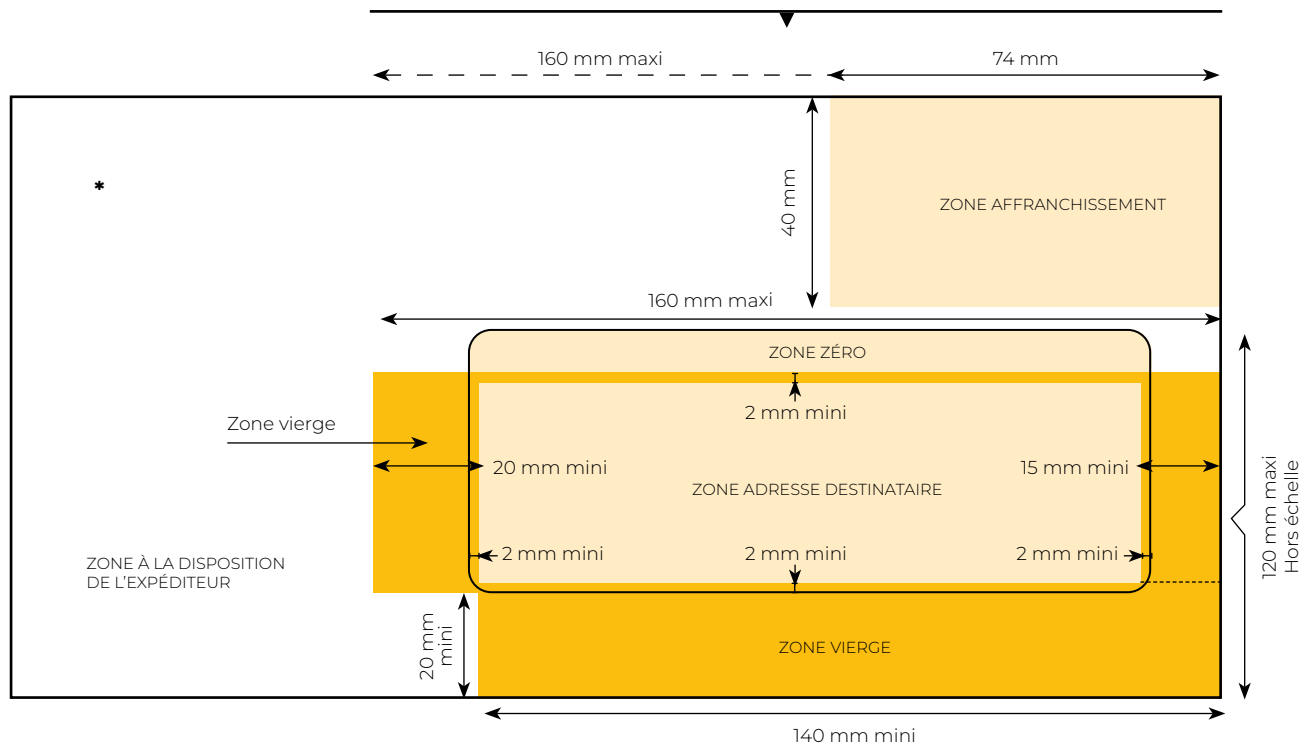 160 mm maxi
74 mm
*
40 mm
ZONE AFFRANCHISSEMENT
160 mm maxi
ZONE ZÉRO
2 mm mini
Zone vierge
20 mm mini
15 mm mini
ZONE ADRESSE DESTINATAIRE
120 mm maxi
Hors échelle
2 mm mini
2 mm mini
2 mm mini
ZONE À LA DISPOSITION
DE L’EXPÉDITEUR
20 mm
mini
ZONE VIERGE
140 mm mini